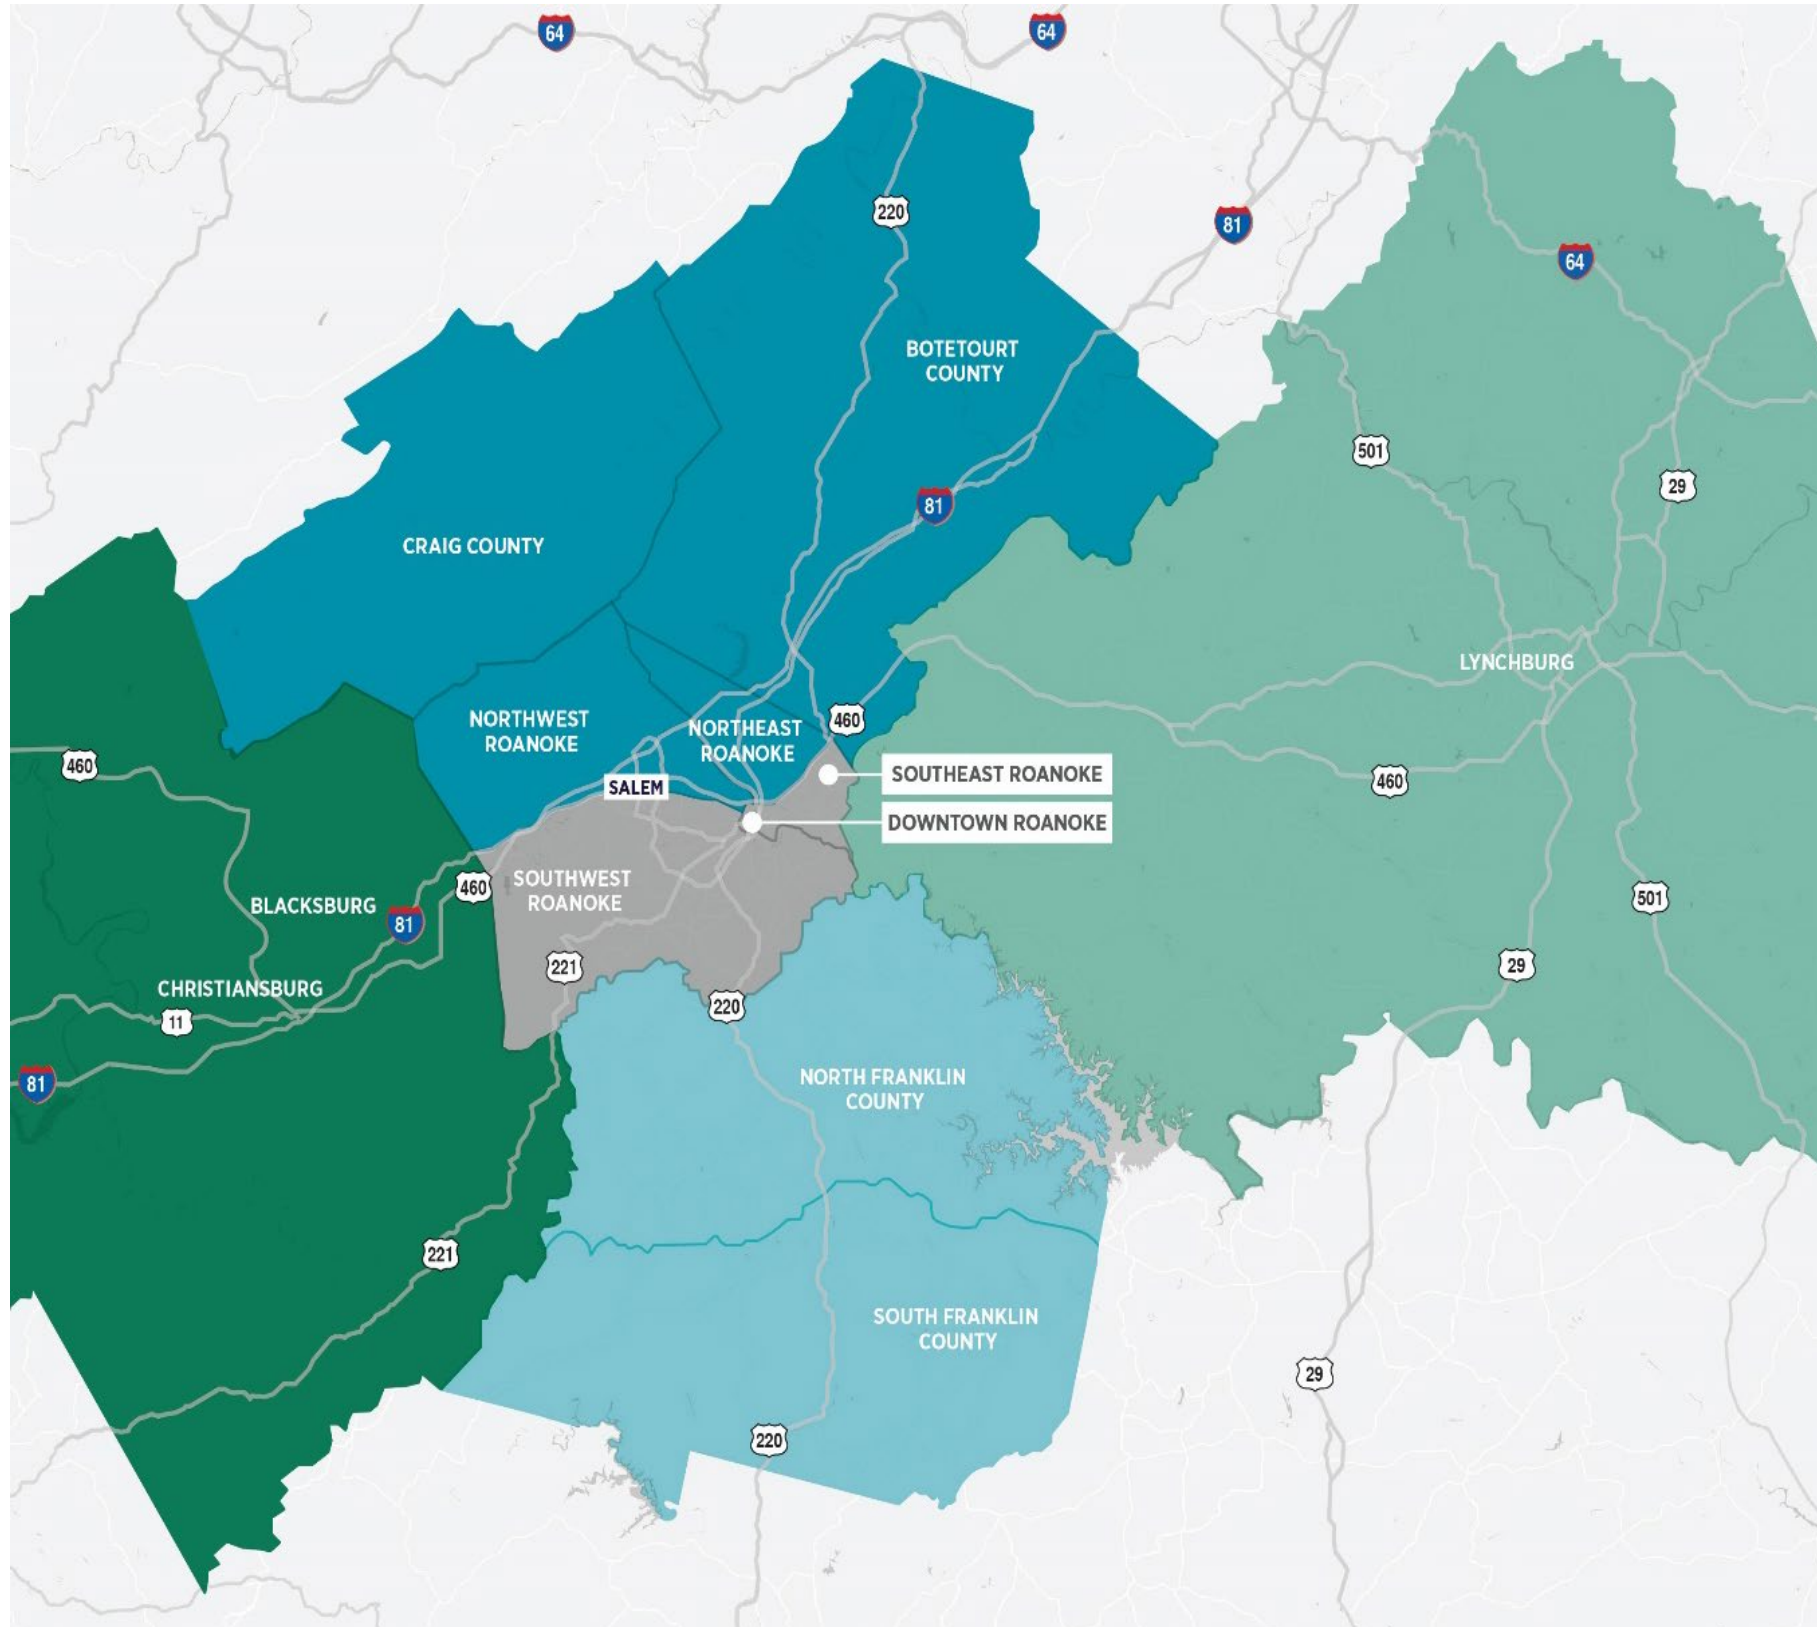 64
64
220
81
64
BOTETOURT
COUNTY
501
29
81
CRAIG COUNTY
LYNCHBURG
NORTHWEST
ROANOKE
NORTHEAST
ROANOKE
460
460
SOUTHEAST ROANOKE
460
SALEM
DOWNTOWN ROANOKE
SOUTHWEST
ROANOKE
460
BLACKSBURG
81
501
221
29
CHRISTIANSBURG
11
220
81
NORTH FRANKLIN
COUNTY
221
SOUTH FRANKLIN
COUNTY
29
220